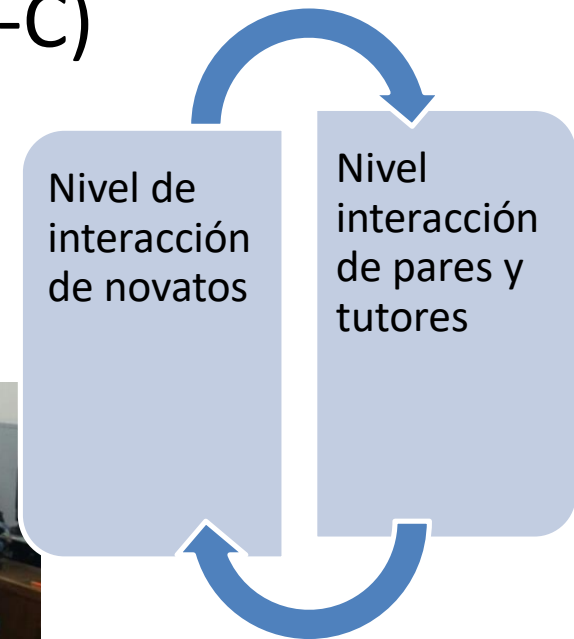 -C)
Nivel de
interacción
de novatos
Nivel
interacción
de pares y
tutores